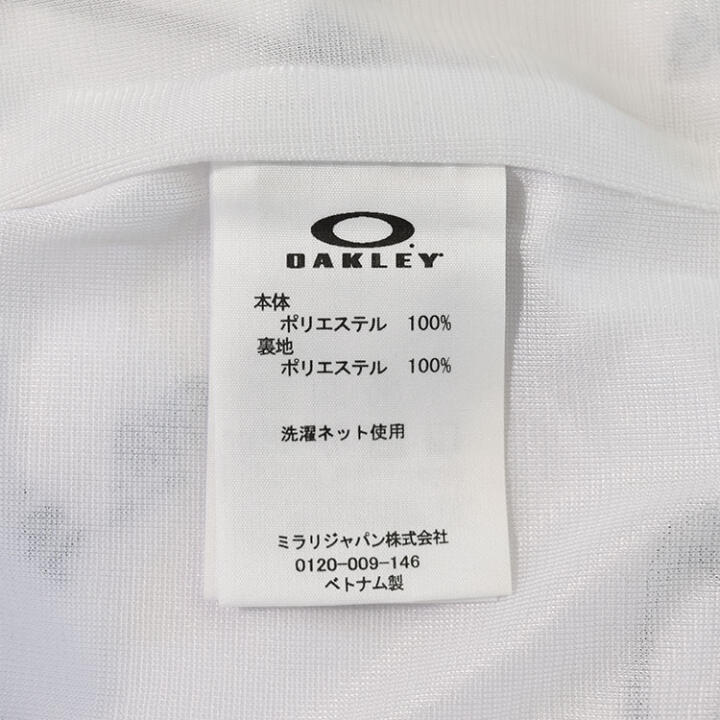 OAKLEY
本体
ポリエステル 100%
裏地
ポリエステル 100%
洗濯ネット使用
ミラリジャパン株式会社
0120-009-146
ベトナム製